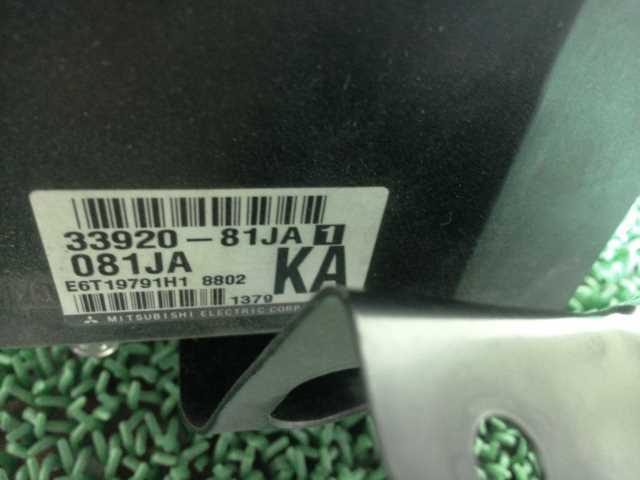 33920-81JA 1
081JA KA
E6T19791H1 8802
1379
MITSUBISHI ELECTRIC CORP